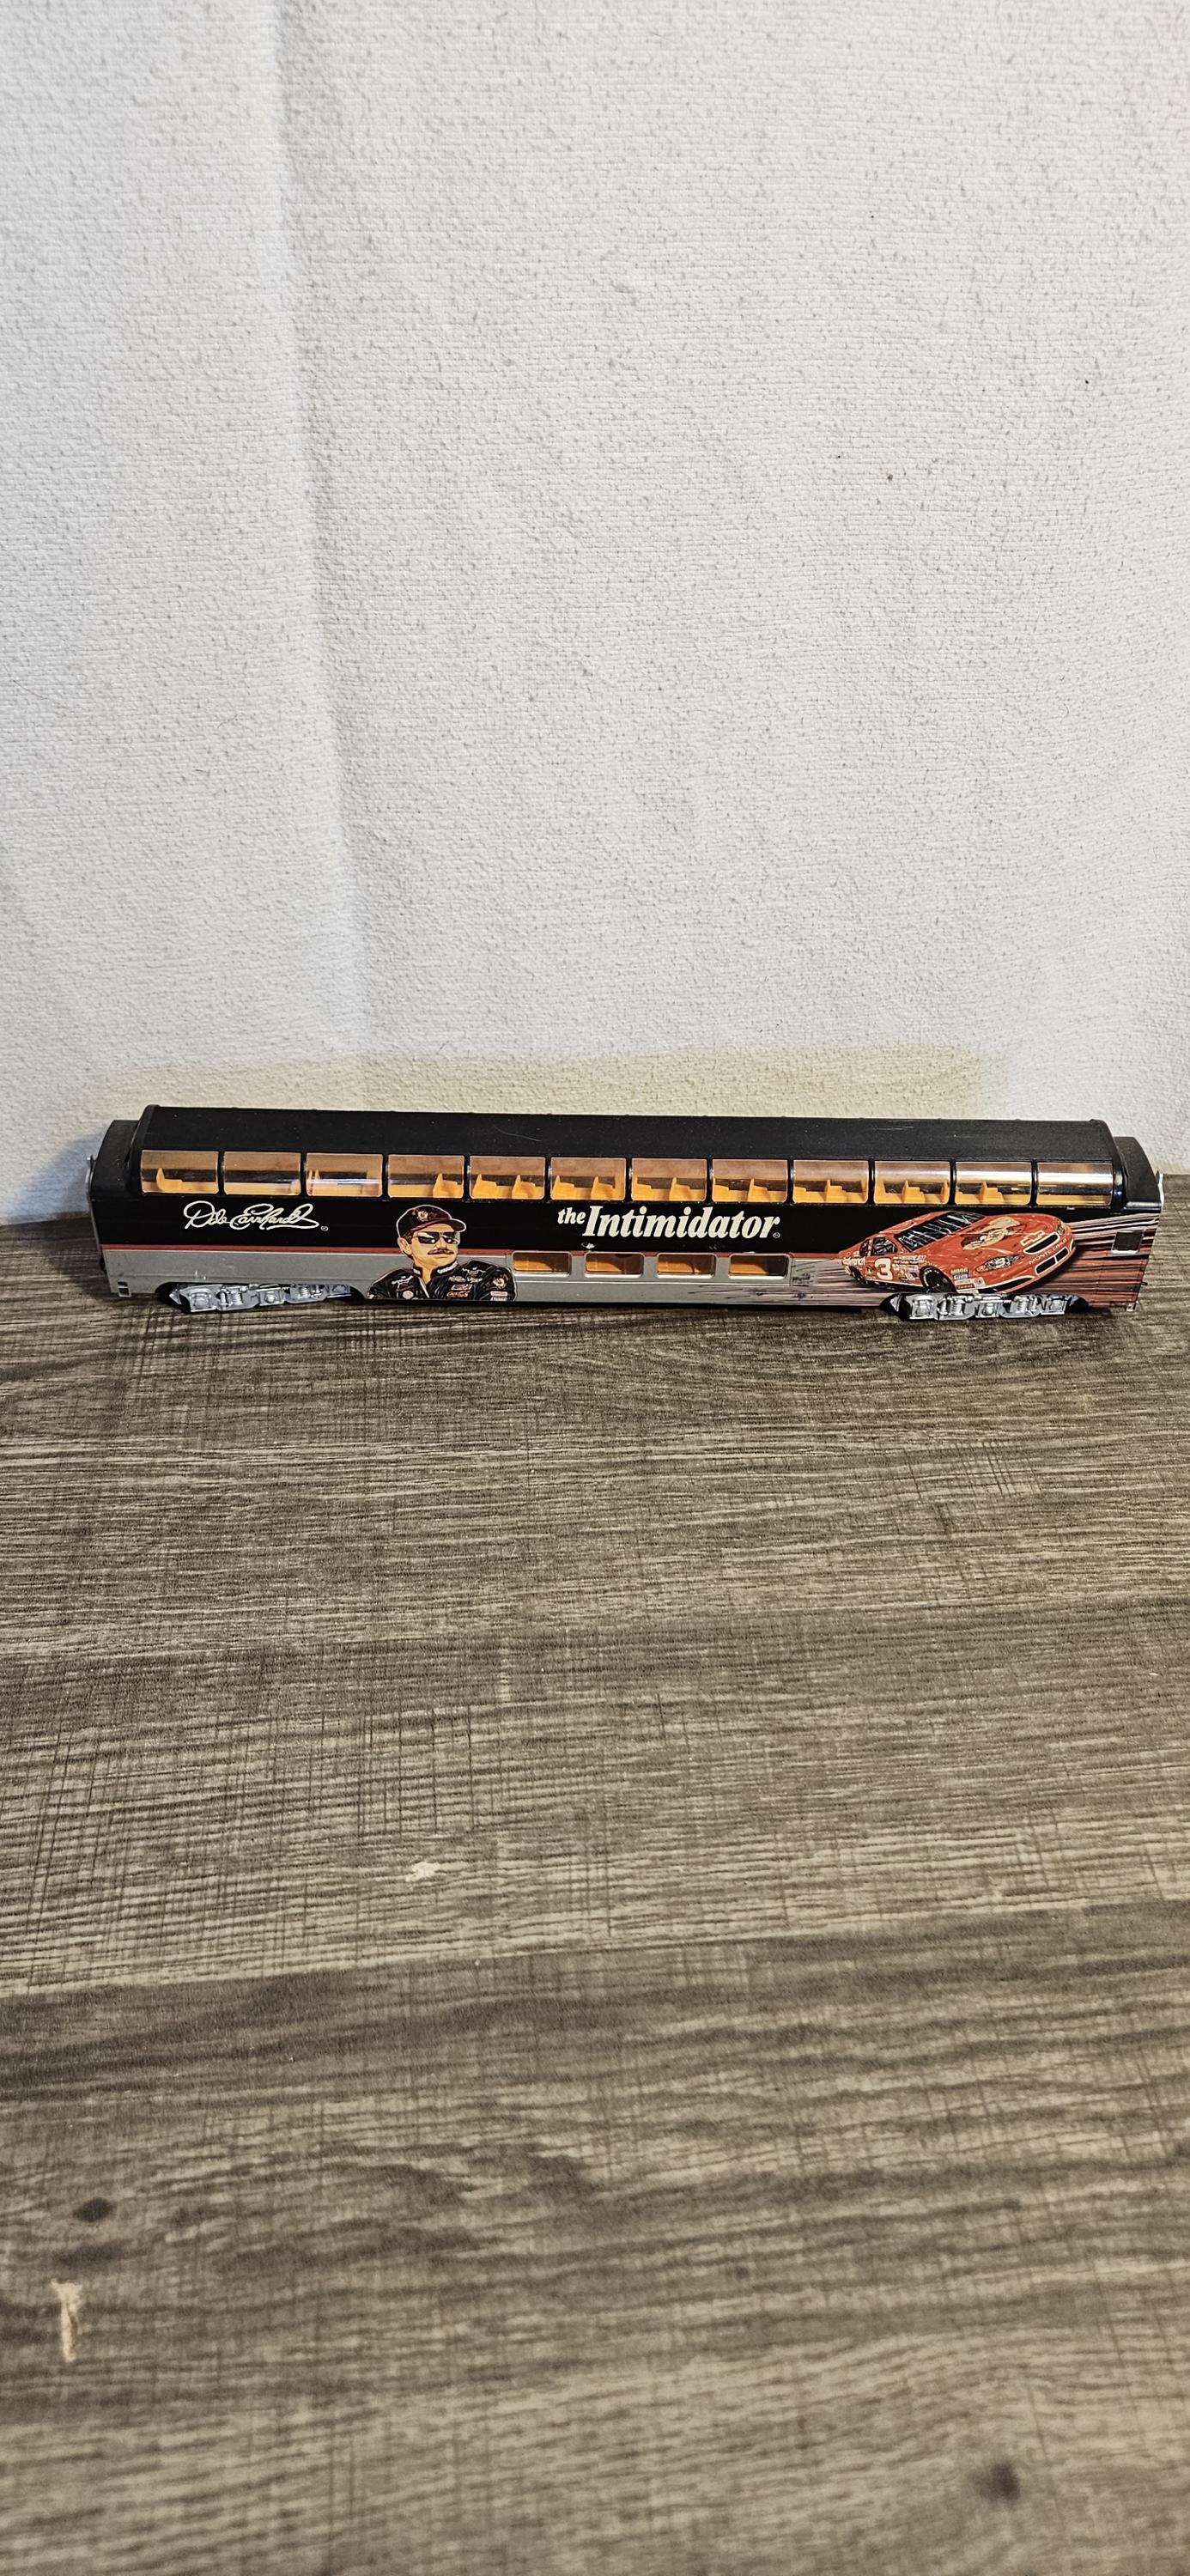 Dale Earnhardt ®
the Intimidator®
3